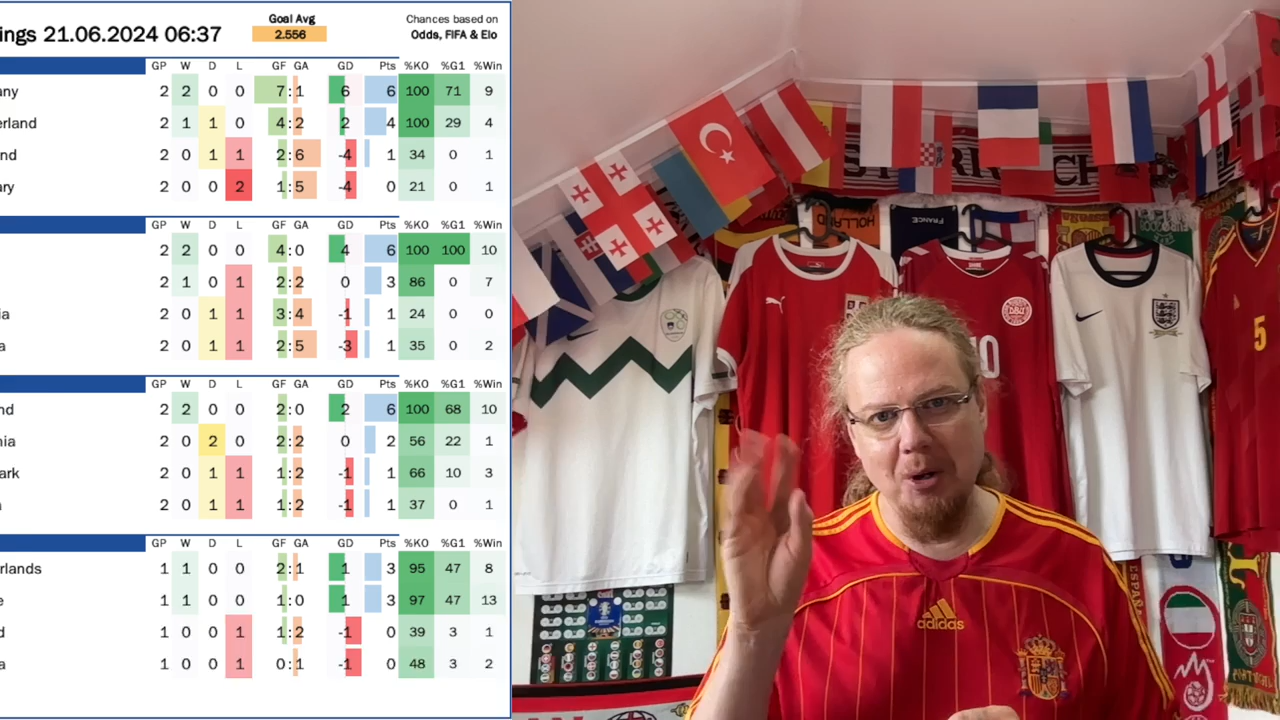 ings 21.06.2024 06:37
Goal Avg
2.556
Chances based on
Odds, FIFA & Elo
GP W D L GF GA GD Pts %KO %G1 %Win
any 2 2 0 0 7:1 6 6 100 71 9
erland 2 1 1 0 4:2 2 4 100 29 4
nd 2 0 1 1 2:6 -4 1 34 0 1
ary 2 0 0 2 1:5 -4 0 21 0 1
GP W D L GF GA GD Pts %KO %G1 %Win
2 2 0 0 4:0 4 6 100 100 10
2 1 0 1 2:2 0 3 86 0 7
ia 2 0 1 1 3:4 -1 1 24 0 0
a 2 0 1 1 2:5 -3 1 35 0 2
GP W D L GF GA GD Pts %KO %G1 %Win
nd 2 2 0 0 2:0 2 6 100 68 10
nia 2 0 2 0 2:2 0 2 56 22 1
ark 2 0 1 1 1:2 -1 1 66 10 3
2 0 1 1 1:2 -1 1 37 0 1
GP W D L GF GA GD Pts %KO %G1 %Win
rlands 1 1 0 0 2:1 1 3 95 47 8
e 1 1 0 0 1:0 1 3 97 47 13
d 1 0 0 1 1:2 -1 0 39 3 1
a 1 0 0 1 0:1 -1 0 48 3 2
HOLLAND
FRANCE
DBU
10
5
adidas
ESPAÑA